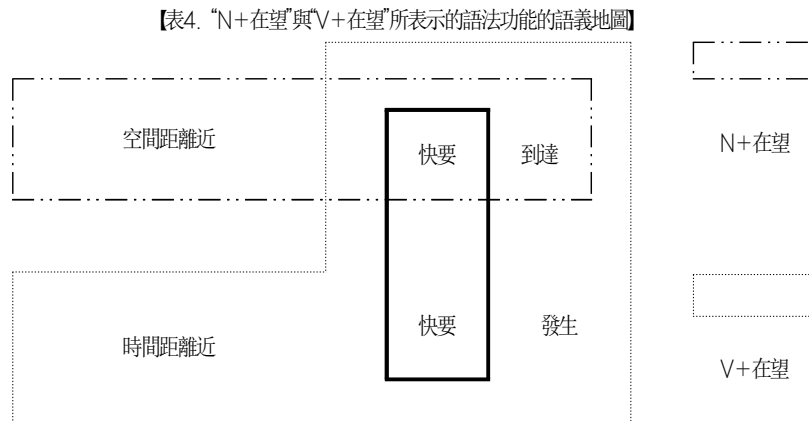 【表4. “N+在望”與“V+在望”所表示的語法功能的語義地圖】
空間距離近
快要
到達
N+在望
時間距離近
快要
發生
V+在望